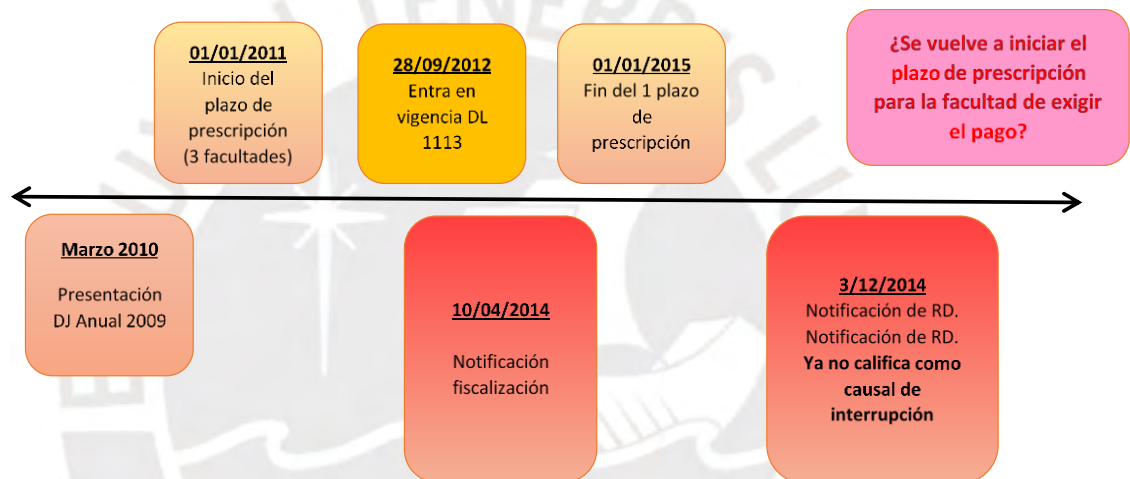 01/01/2011
Inicio del
plazo de
prescripción
(3 facultades)
28/09/2012
Entra en
vigencia DL
1113
01/01/2015
Fin del 1 plazo
de
prescripción
¿Se vuelve a iniciar el
plazo de prescripción
para la facultad de exigir
el pago?
Marzo 2010
Presentación
DJ Anual 2009
10/04/2014
Notificación
fiscalización
3/12/2014
Notificación de RD.
Notificación de RD.
Ya no califica como
causal de
interrupción